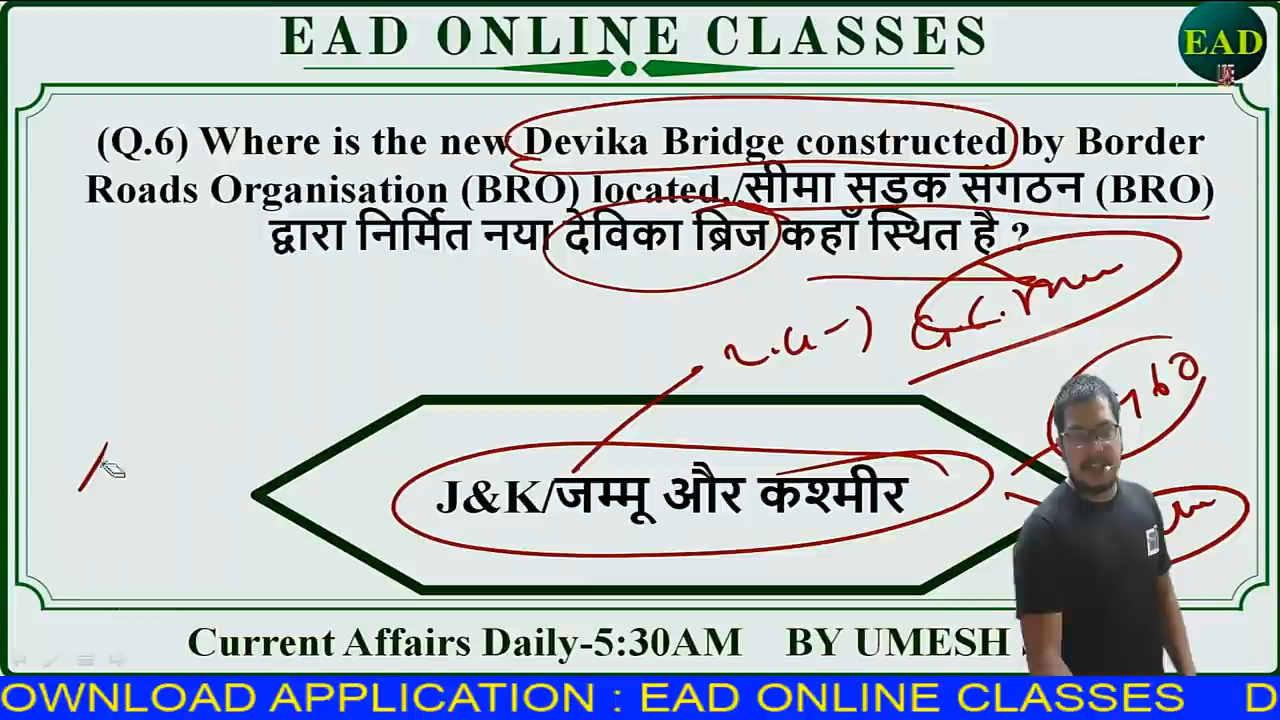 EAD ONLINE CLASSES
EAD
LIVE
(Q.6) Where is the new Devika Bridge constructed by Border
Roads Organisation (BRO) located./सीमा सड़क संगठन (BRO)
द्वारा निर्मित नया देविका ब्रिज कहाँ स्थित है ?
J&K/जम्मू और कश्मीर
Current Affairs Daily-5:30AM BY UMESH
OWNLOAD APPLICATION : EAD ONLINE CLASSES D